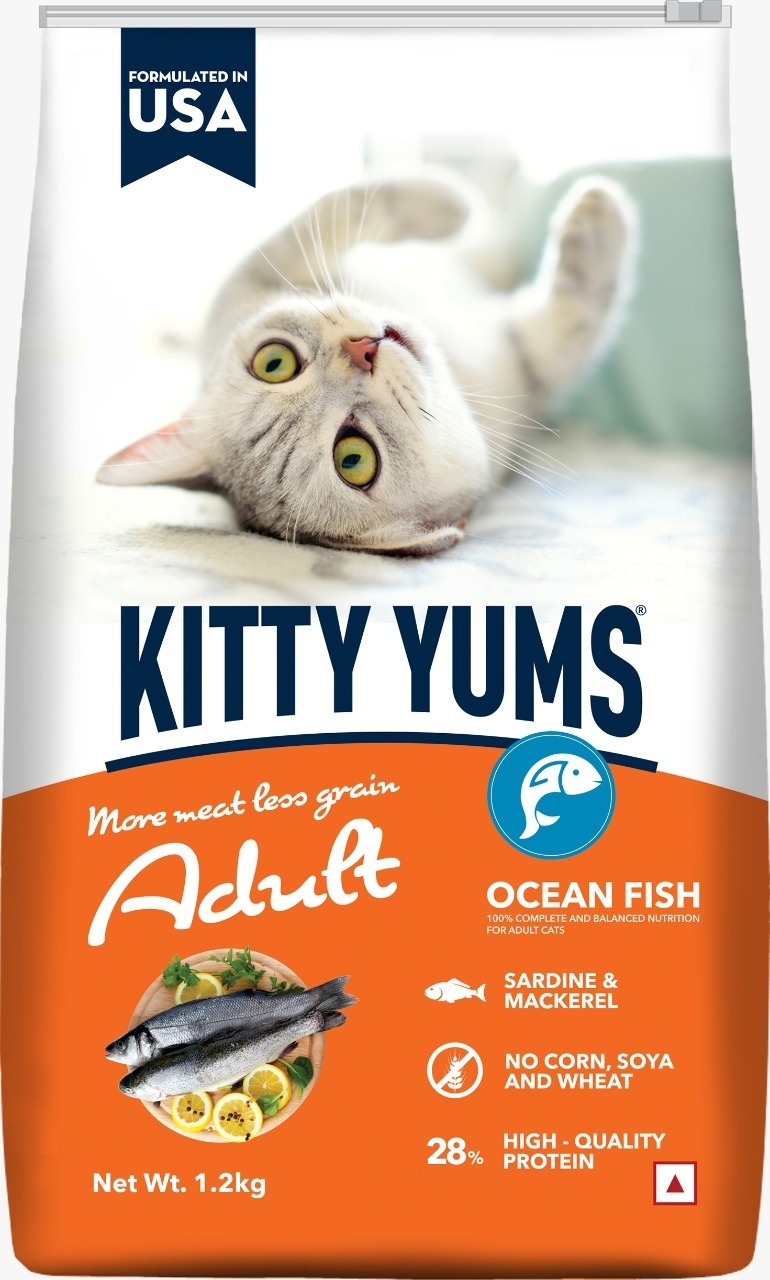 FORMULATED IN
USA
KITTY YUMS®
More meat less grain
Adult
OCEAN FISH
100% COMPLETE AND BALANCED NUTRITION
FOR ADULT CATS
SARDINE &
MACKEREL
NO CORN, SOYA
AND WHEAT
28% HIGH - QUALITY
PROTEIN
Net Wt. 1.2kg